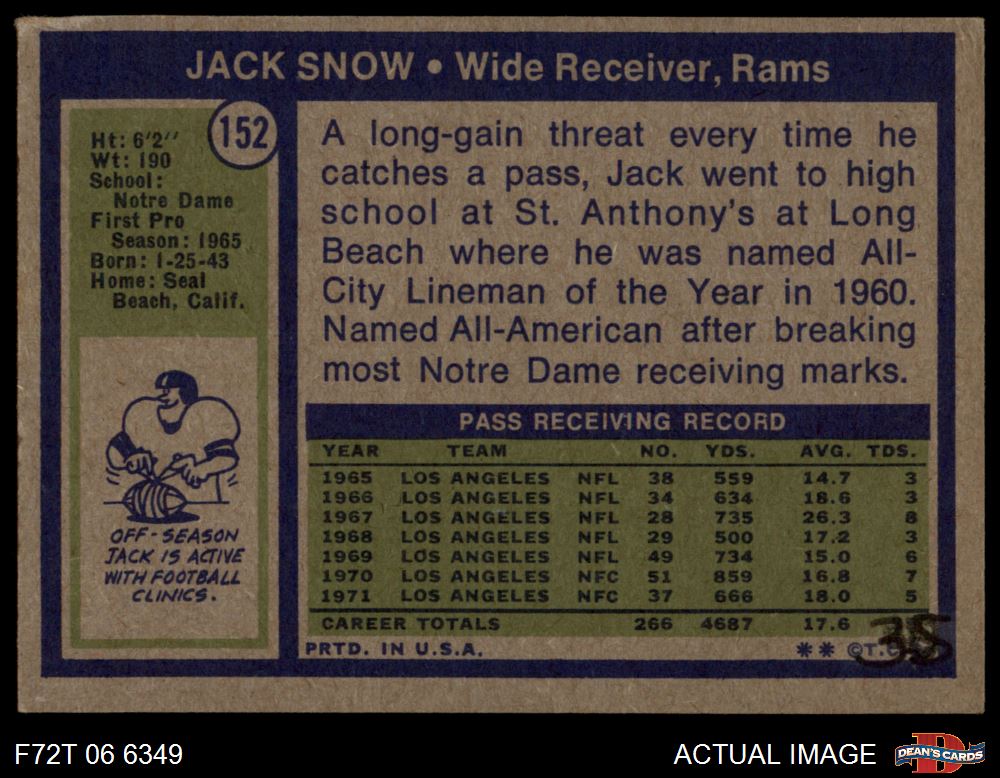 JACK SNOW • Wide Receiver, Rams
152
Ht: 6'2''
Wt: 190
School:
Notre Dame
First Pro
Season: 1965
Born: 1-25-43
Home: Seal
Beach, Calif.
OFF-SEASON
JACK IS ACTIVE
WITH FOOTBALL
CLINICS.
A long-gain threat every time he
catches a pass, Jack went to high
school at St. Anthony's at Long
Beach where he was named All-
City Lineman of the Year in 1960.
Named All-American after breaking
most Notre Dame receiving marks.
PASS RECEIVING RECORD
YEAR TEAM NO. YDS. AVG. TDS.
1965 LOS ANGELES NFL 38 559 14.7 3
1966 LOS ANGELES NFL 34 634 18.6 3
1967 LOS ANGELES NFL 28 735 26.3 8
1968 LOS ANGELES NFL 29 500 17.2 3
1969 LOS ANGELES NFL 49 734 15.0 6
1970 LOS ANGELES NFC 51 859 16.8 7
1971 LOS ANGELES NFC 37 666 18.0 5
CAREER TOTALS 266 4687 17.6
PRTD. IN U.S.A. ** ©T.C.
35
F72T 06 6349
ACTUAL IMAGE
DEAN'S CARDS